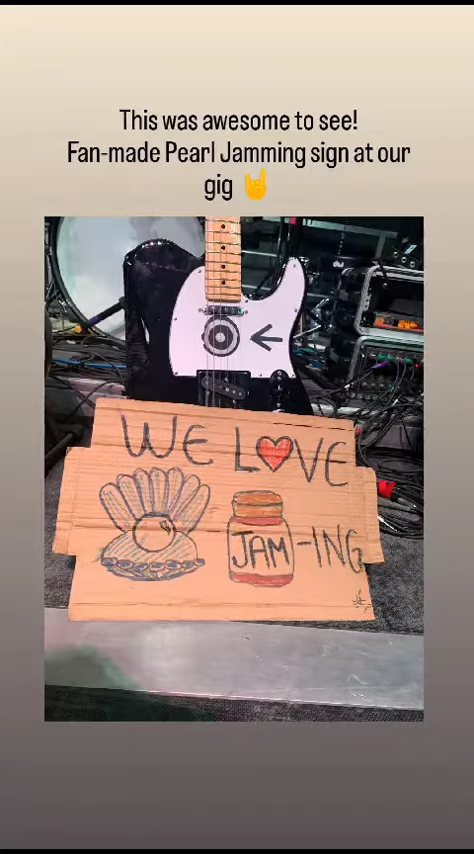 This was awesome to see!
Fan-made Pearl Jamming sign at our
gig 🤘
WE LOVE
JAM-ING